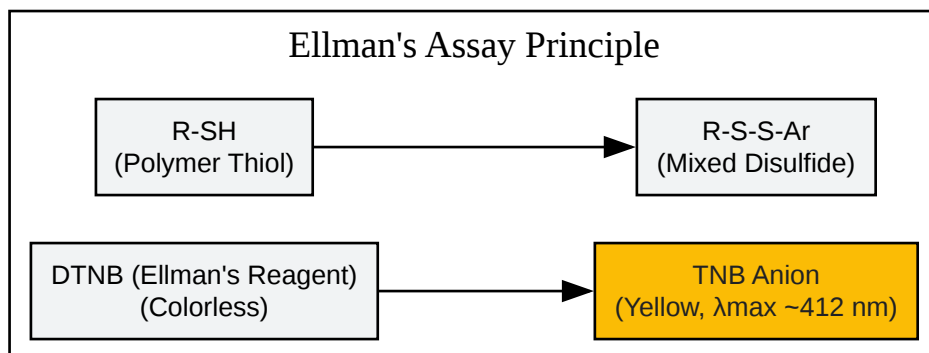 Ellman's Assay Principle
R-SH
(Polymer Thiol)
R-S-S-Ar
(Mixed Disulfide)
DTNB (Ellman's Reagent)
(Colorless)
TNB Anion
(Yellow, λmax ~412 nm)